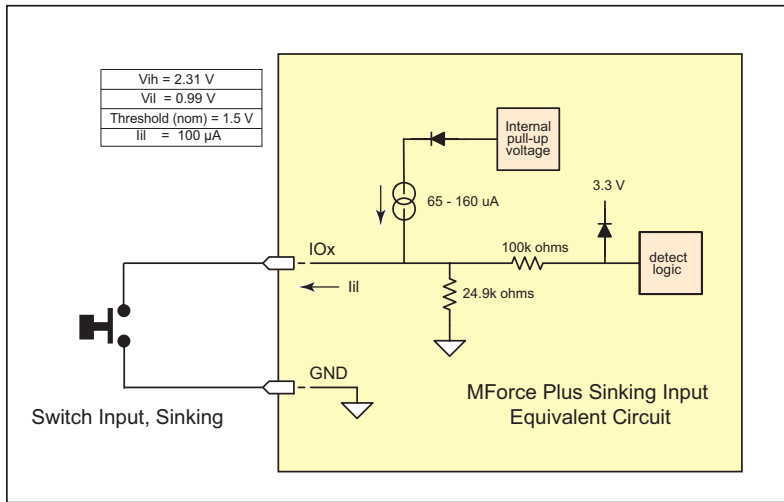 Vih = 2.31 V
Vil = 0.99 V
Threshold (nom) = 1.5 V
Iil = 100 µA
Internal
pull-up
voltage
65 - 160 uA
3.3 V
IOx
100k ohms
detect
logic
Iil
24.9k ohms
GND
Switch Input, Sinking
MForce Plus Sinking Input
Equivalent Circuit